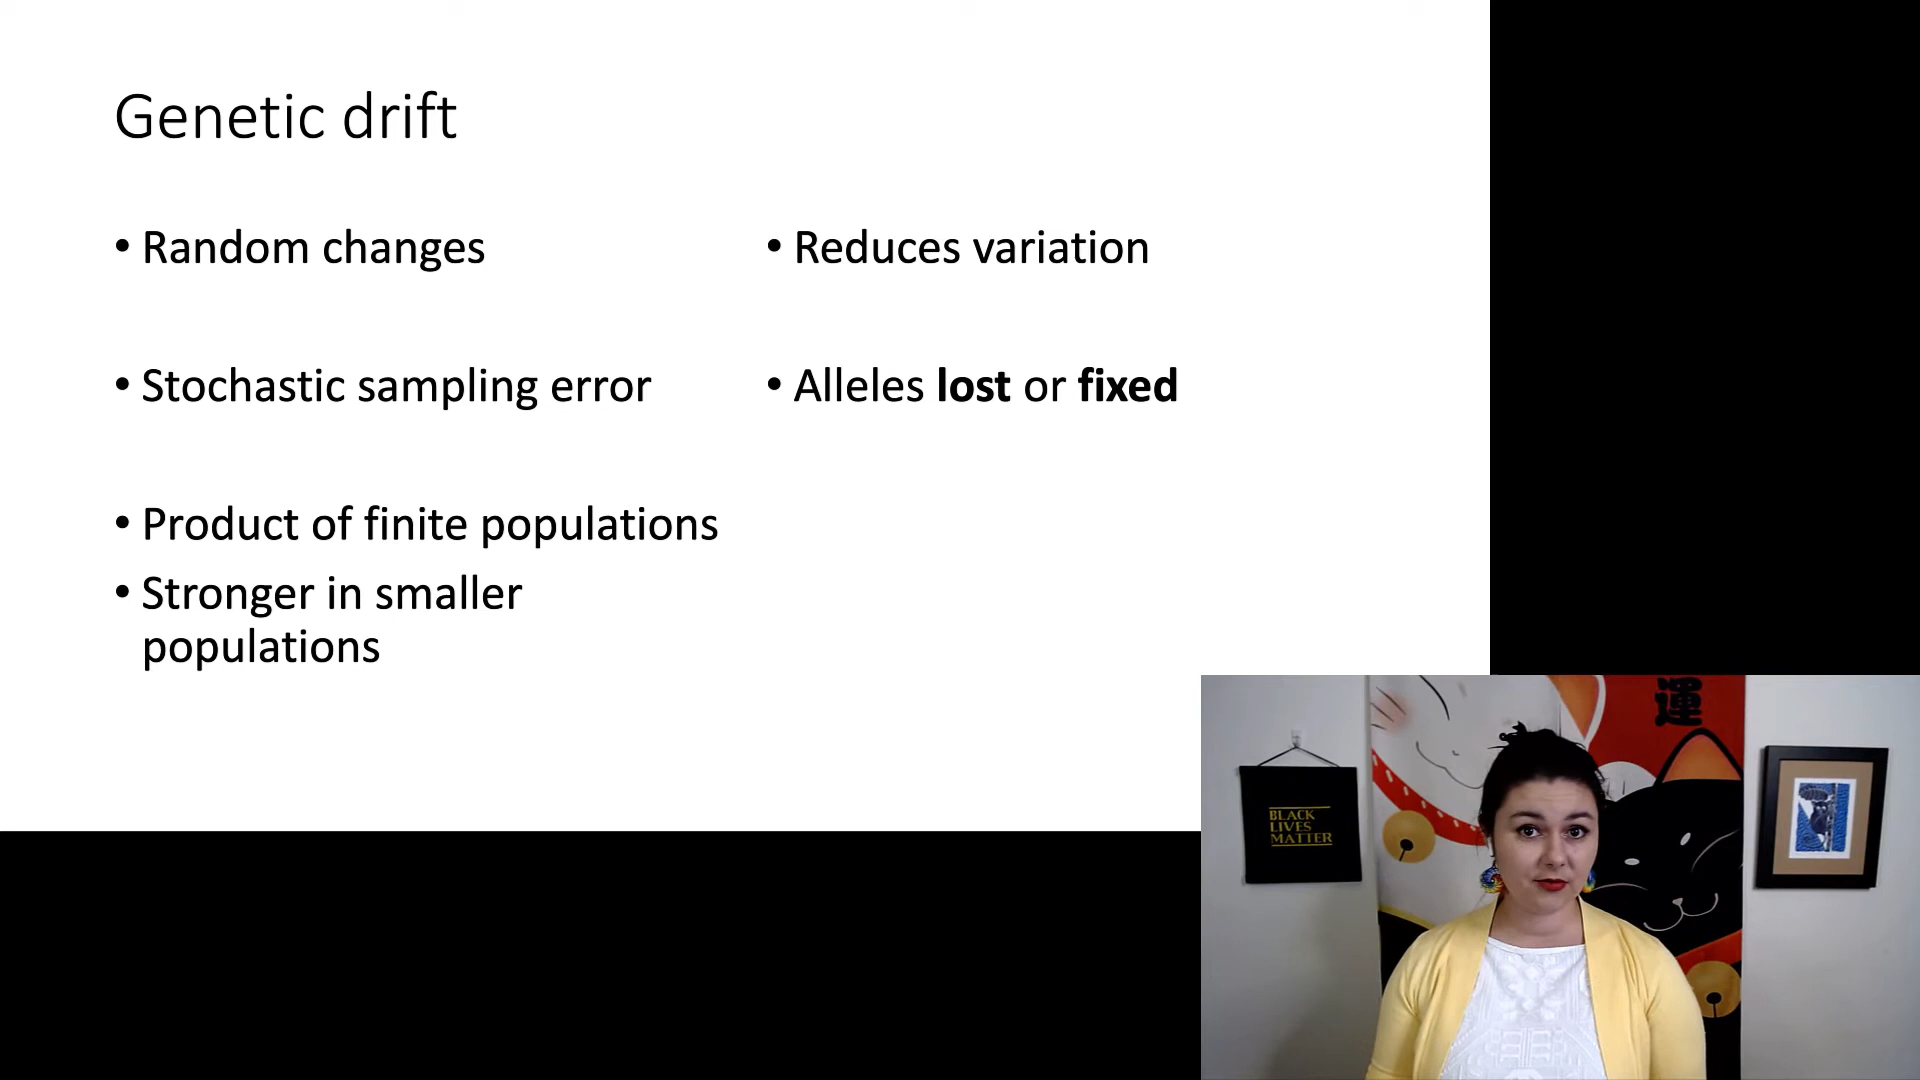 Genetic drift
• Random changes
• Stochastic sampling error
• Product of finite populations
• Stronger in smaller
populations
• Reduces variation
• Alleles lost or fixed
運
BLACK
LIVES
MATTER